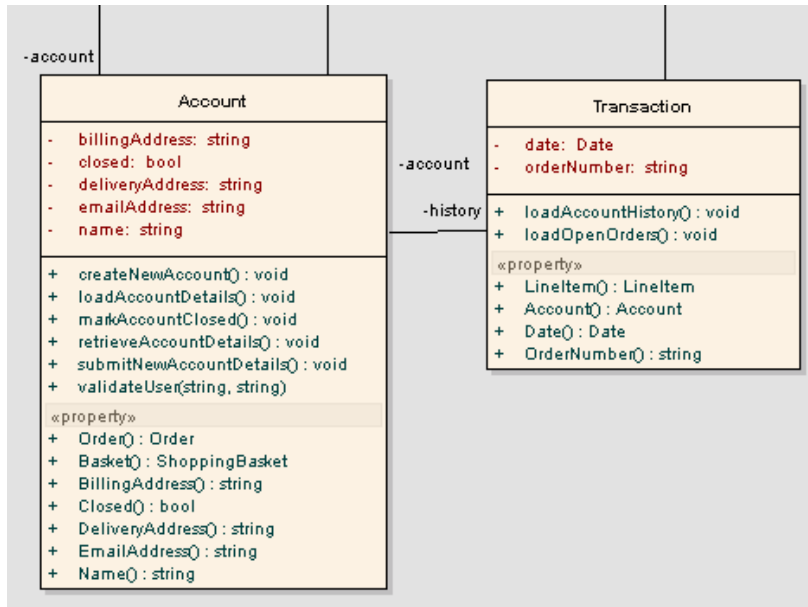 -account
Account
- billingAddress: string
- closed: bool
- deliveryAddress: string
- emailAddress: string
- name: string
+ createNewAccount() : void
+ loadAccountDetails() : void
+ markAccountClosed() : void
+ retrieveAccountDetails() : void
+ submitNewAccountDetails() : void
+ validateUser(string, string)
«property»
+ Order() : Order
+ Basket() : ShoppingBasket
+ BillingAddress() : string
+ Closed() : bool
+ DeliveryAddress() : string
+ EmailAddress() : string
+ Name() : string
-account
-history
Transaction
- date: Date
- orderNumber: string
+ loadAccountHistory() : void
+ loadOpenOrders() : void
«property»
+ LineItem() : LineItem
+ Account() : Account
+ Date() : Date
+ OrderNumber() : string